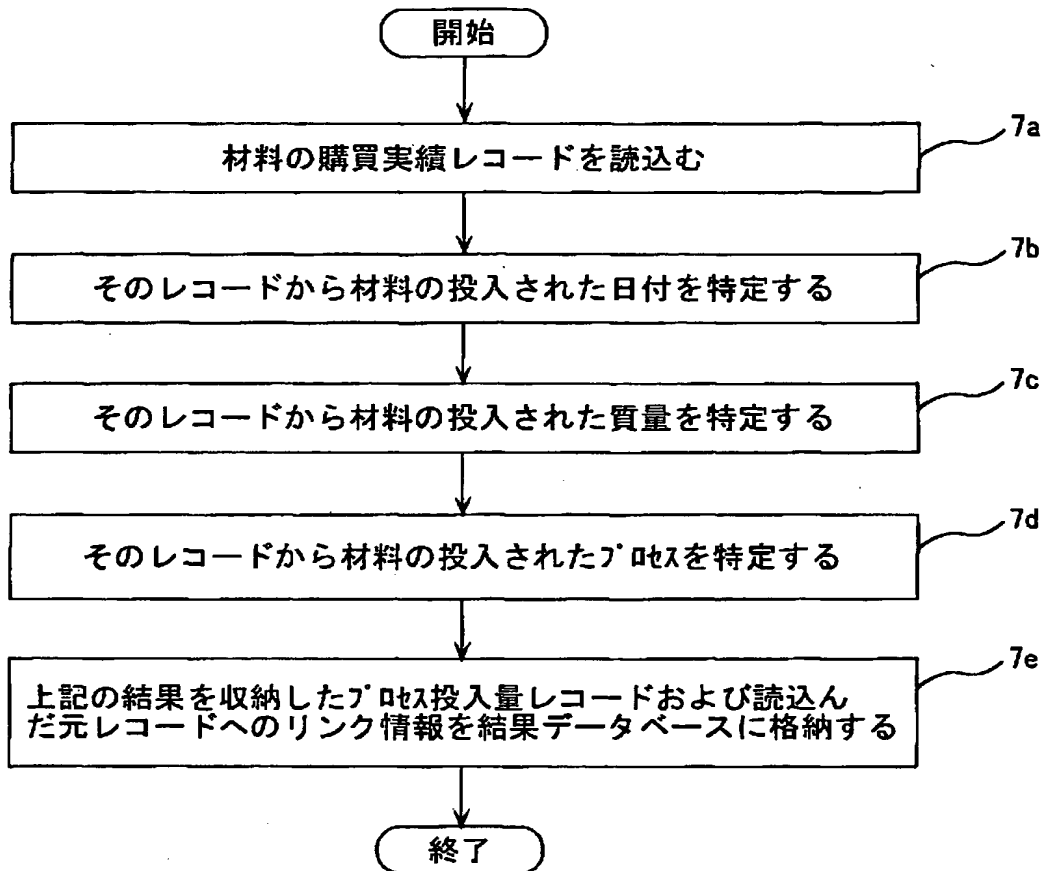 開始
材料の購買実績レコードを読込む
7a
そのレコードから材料の投入された日付を特定する
7b
そのレコードから材料の投入された質量を特定する
7c
そのレコードから材料の投入されたﾌﾟﾛｾｽを特定する
7d
上記の結果を収納したﾌﾟﾛｾｽ投入量レコードおよび読込ん
だ元レコードへのリンク情報を結果データベースに格納する
7e
終了